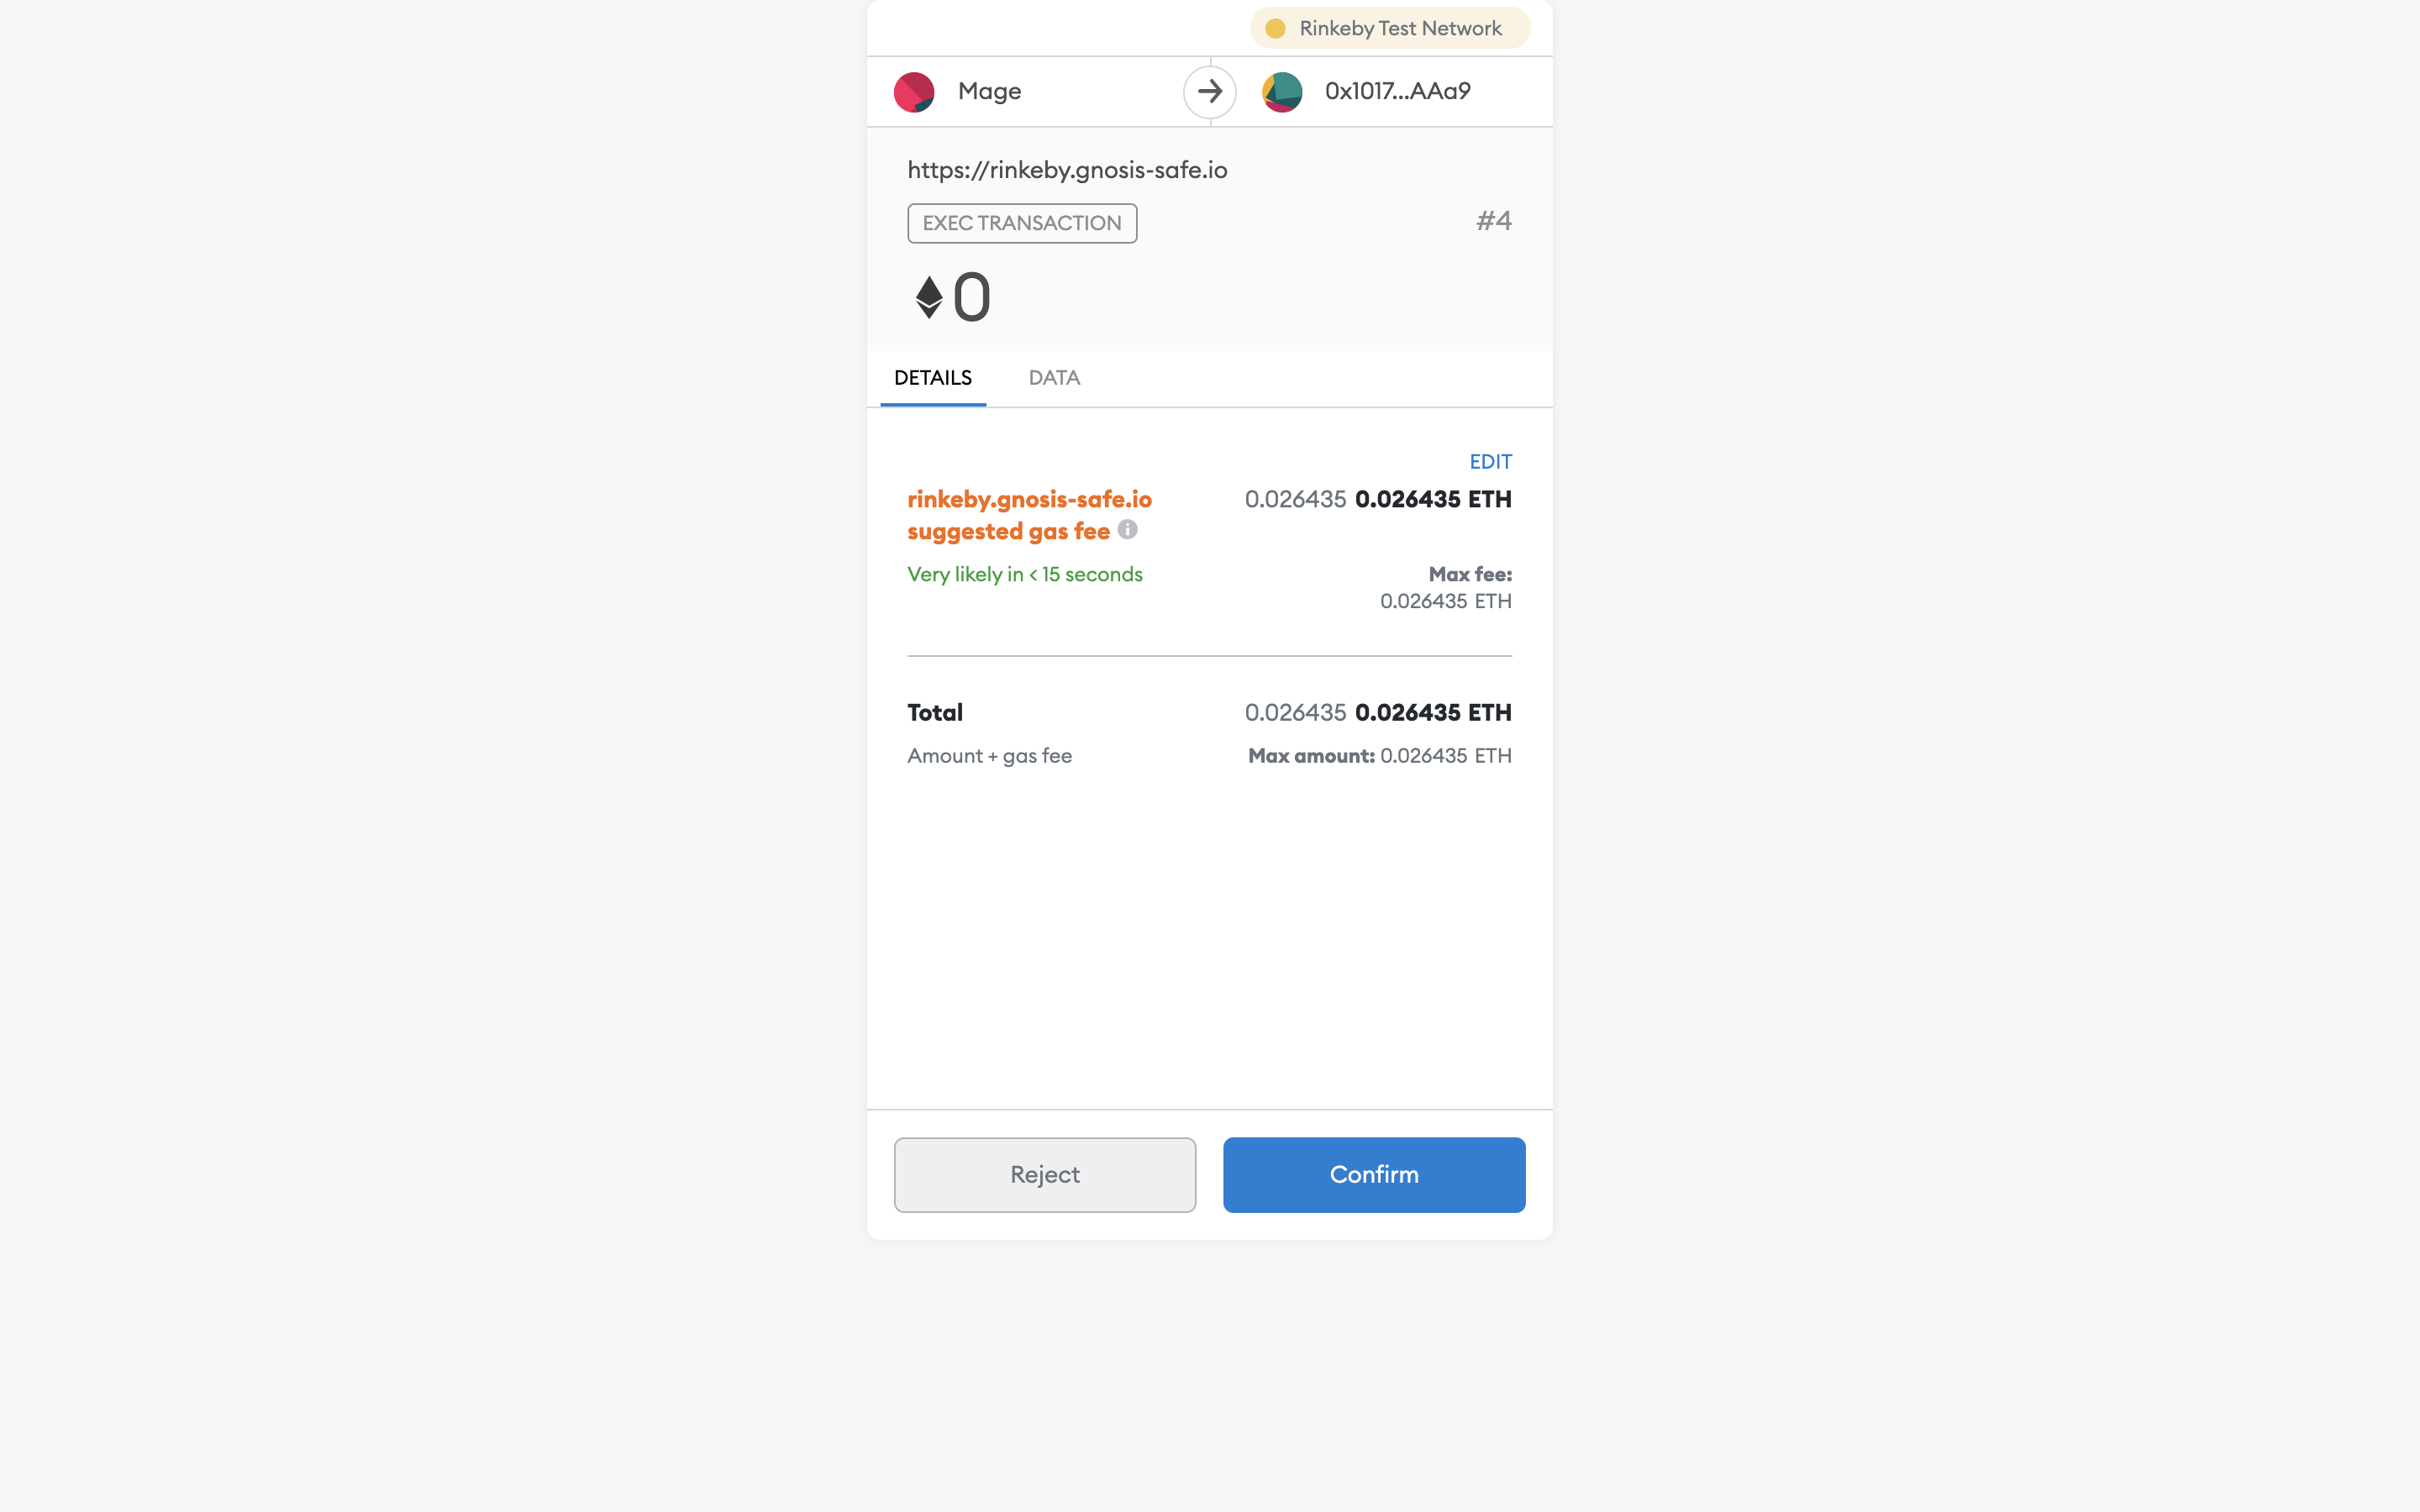 Rinkeby Test Network
Mage
0x1017...AAa9
https://rinkeby.gnosis-safe.io
EXEC TRANSACTION
#4
0
DETAILS
DATA
EDIT
rinkeby.gnosis-safe.io
suggested gas fee
0.026435 0.026435 ETH
Very likely in < 15 seconds
Max fee:
0.026435 ETH
Total
0.026435 0.026435 ETH
Amount + gas fee
Max amount: 0.026435 ETH
Reject
Confirm